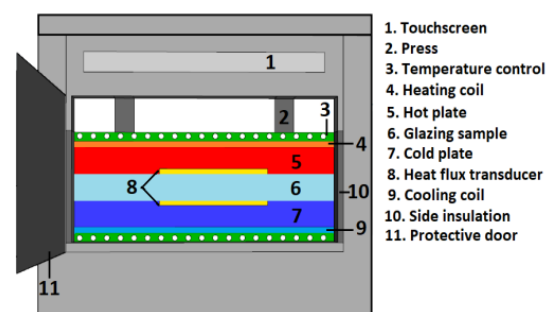 1
2
3
4
5
8
6
10
7
9
11
1. Touchscreen
2. Press
3. Temperature control
4. Heating coil
5. Hot plate
6. Glazing sample
7. Cold plate
8. Heat flux transducer
9. Cooling coil
10. Side insulation
11. Protective door